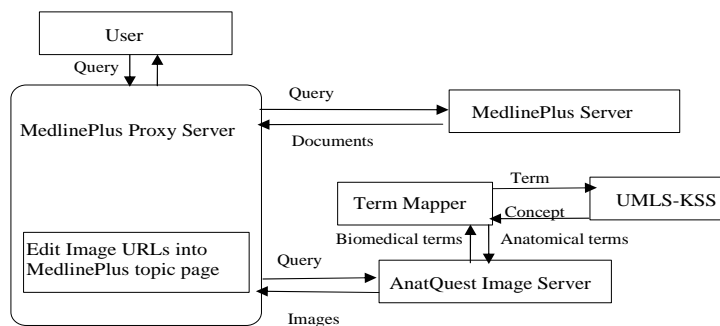 User
Query
MedlinePlus Proxy Server
Query
MedlinePlus Server
Documents
Term
Term Mapper
UMLS-KSS
Concept
Biomedical terms
Anatomical terms
Edit Image URLs into
MedlinePlus topic page
Query
AnatQuest Image Server
Images